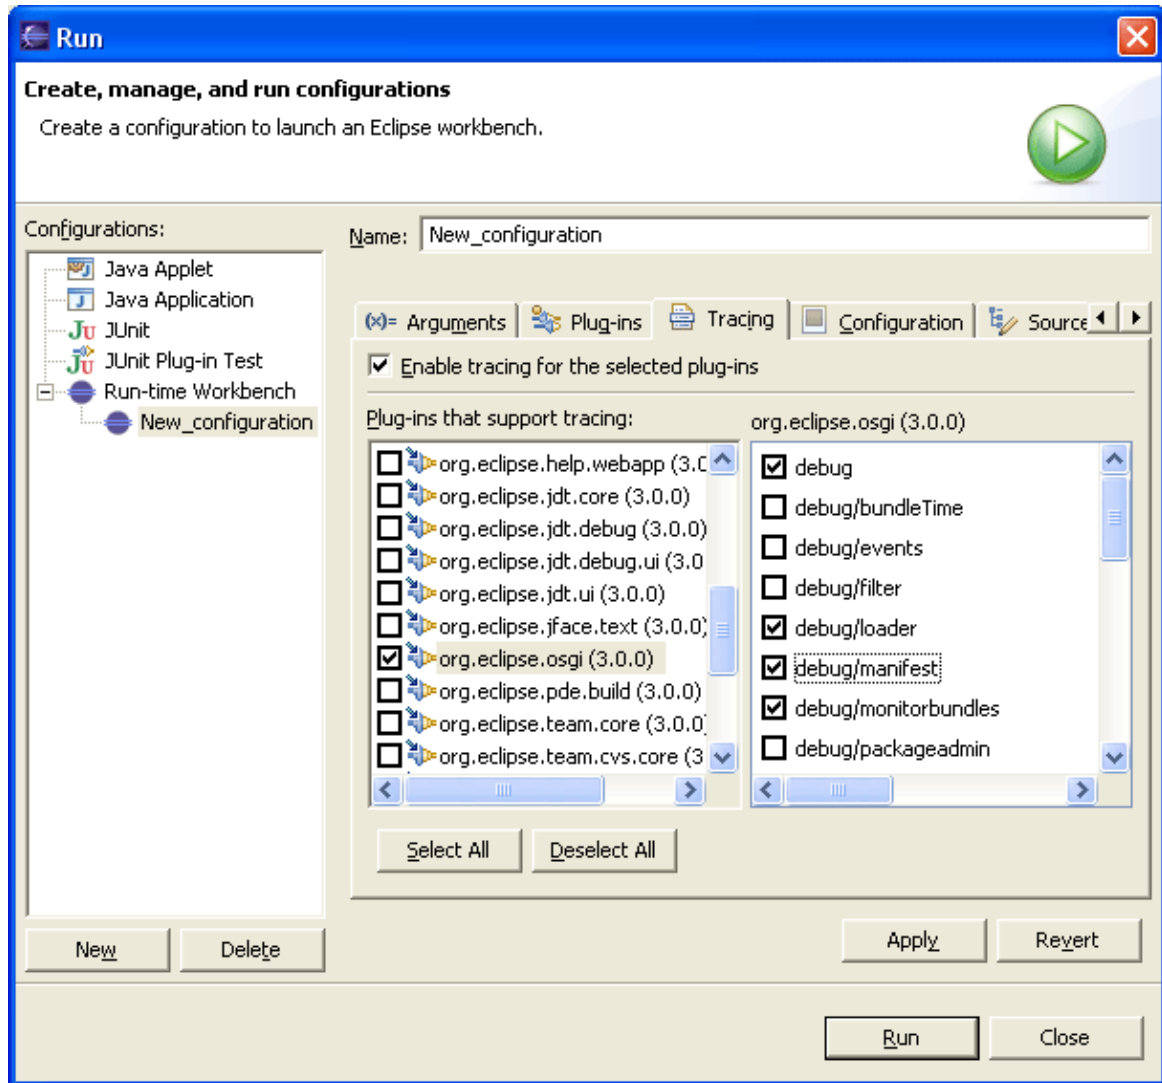 Run
Create, manage, and run configurations
Create a configuration to launch an Eclipse workbench.
Configurations:
Java Applet
Java Application
JUnit
JUnit Plug-in Test
Run-time Workbench
New_configuration
New
Delete
Name: New_configuration
(x)= Arguments
Plug-ins
Tracing
Configuration
Source
Enable tracing for the selected plug-ins
Plug-ins that support tracing:
org.eclipse.help.webapp (3.0
org.eclipse.jdt.core (3.0.0)
org.eclipse.jdt.debug (3.0.0)
org.eclipse.jdt.debug.ui (3.0
org.eclipse.jdt.ui (3.0.0)
org.eclipse.jface.text (3.0.0)
org.eclipse.osgi (3.0.0)
org.eclipse.pde.build (3.0.0)
org.eclipse.team.core (3.0.0)
org.eclipse.team.cvs.core (3
org.eclipse.osgi (3.0.0)
debug
debug/bundleTime
debug/events
debug/filter
debug/loader
debug/manifest
debug/monitorbundles
debug/packageadmin
Select All
Deselect All
Apply
Revert
Run
Close